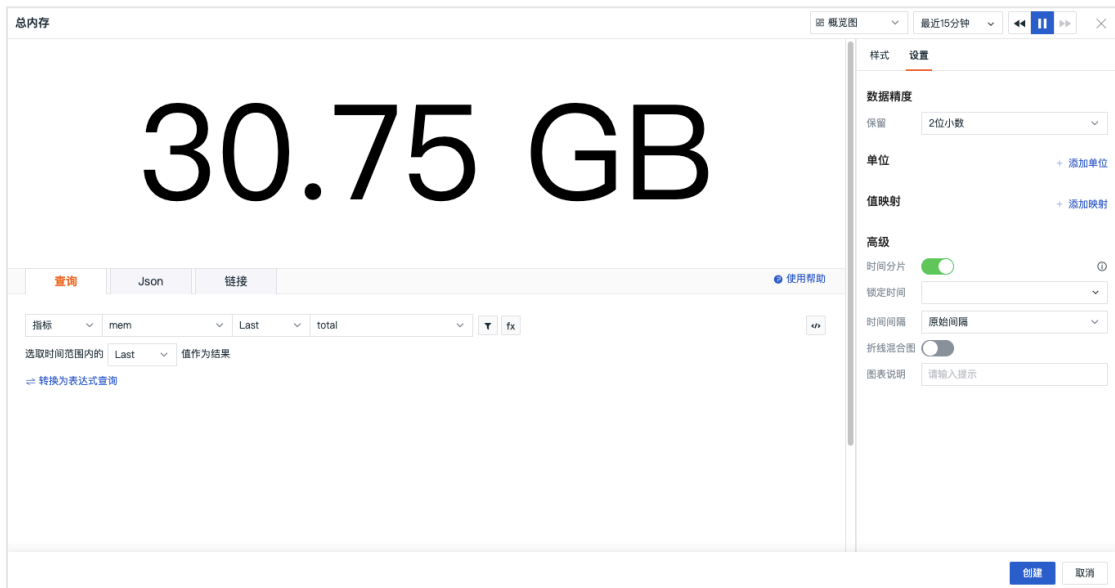 总内存
概览图
最近15分钟
30.75 GB
样式 设置
数据精度
保留 2位小数
单位 + 添加单位
值映射 + 添加映射
高级
时间分片
锁定时间
时间间隔 原始间隔
折线混合图
图表说明 请输入提示
查询 Json 链接 使用帮助
指标 mem Last total fx </>
选取时间范围内的 Last 值作为结果
转换为表达式查询
创建 取消